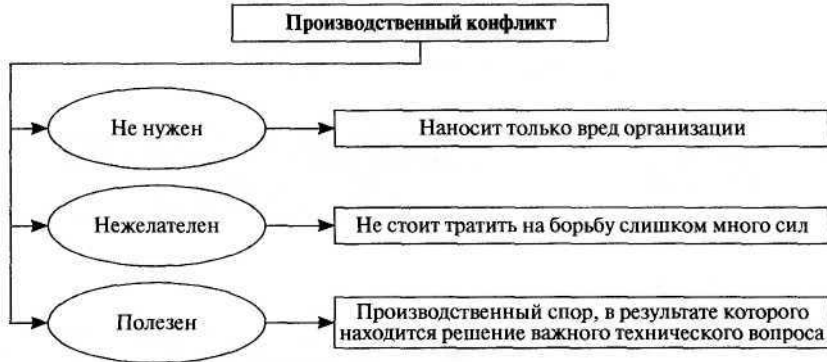 Производственный конфликт
Не нужен
Наносит только вред организации
Нежелателен
Не стоит тратить на борьбу слишком много сил
Полезен
Производственный спор, в результате которого
находится решение важного технического вопроса